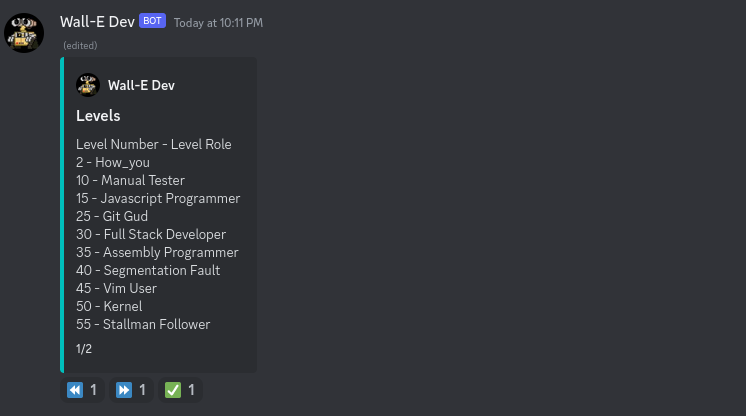 Wall-E Dev BOT Today at 10:11 PM
(edited)
Wall-E Dev
Levels
Level Number - Level Role
2 - How_you
10 - Manual Tester
15 - Javascript Programmer
25 - Git Gud
30 - Full Stack Developer
35 - Assembly Programmer
40 - Segmentation Fault
45 - Vim User
50 - Kernel
55 - Stallman Follower
1/2
1 1 1